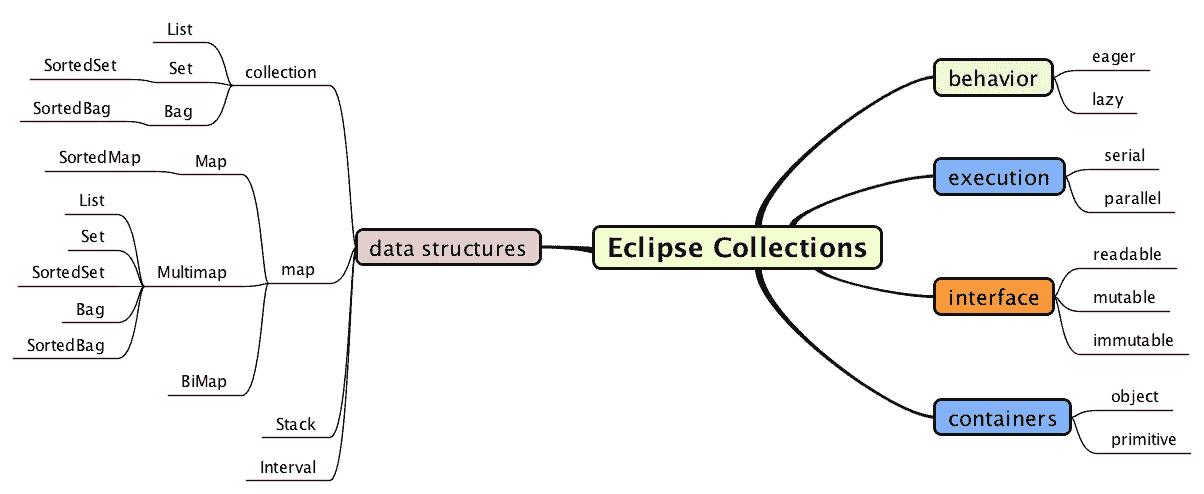 List
SortedSet
Set
collection
SortedBag
Bag
SortedMap
Map
List
Set
SortedSet
Multimap
map
Bag
SortedBag
BiMap
Stack
Interval
data structures
Eclipse Collections
behavior
eager
lazy
execution
serial
parallel
interface
readable
mutable
immutable
containers
object
primitive